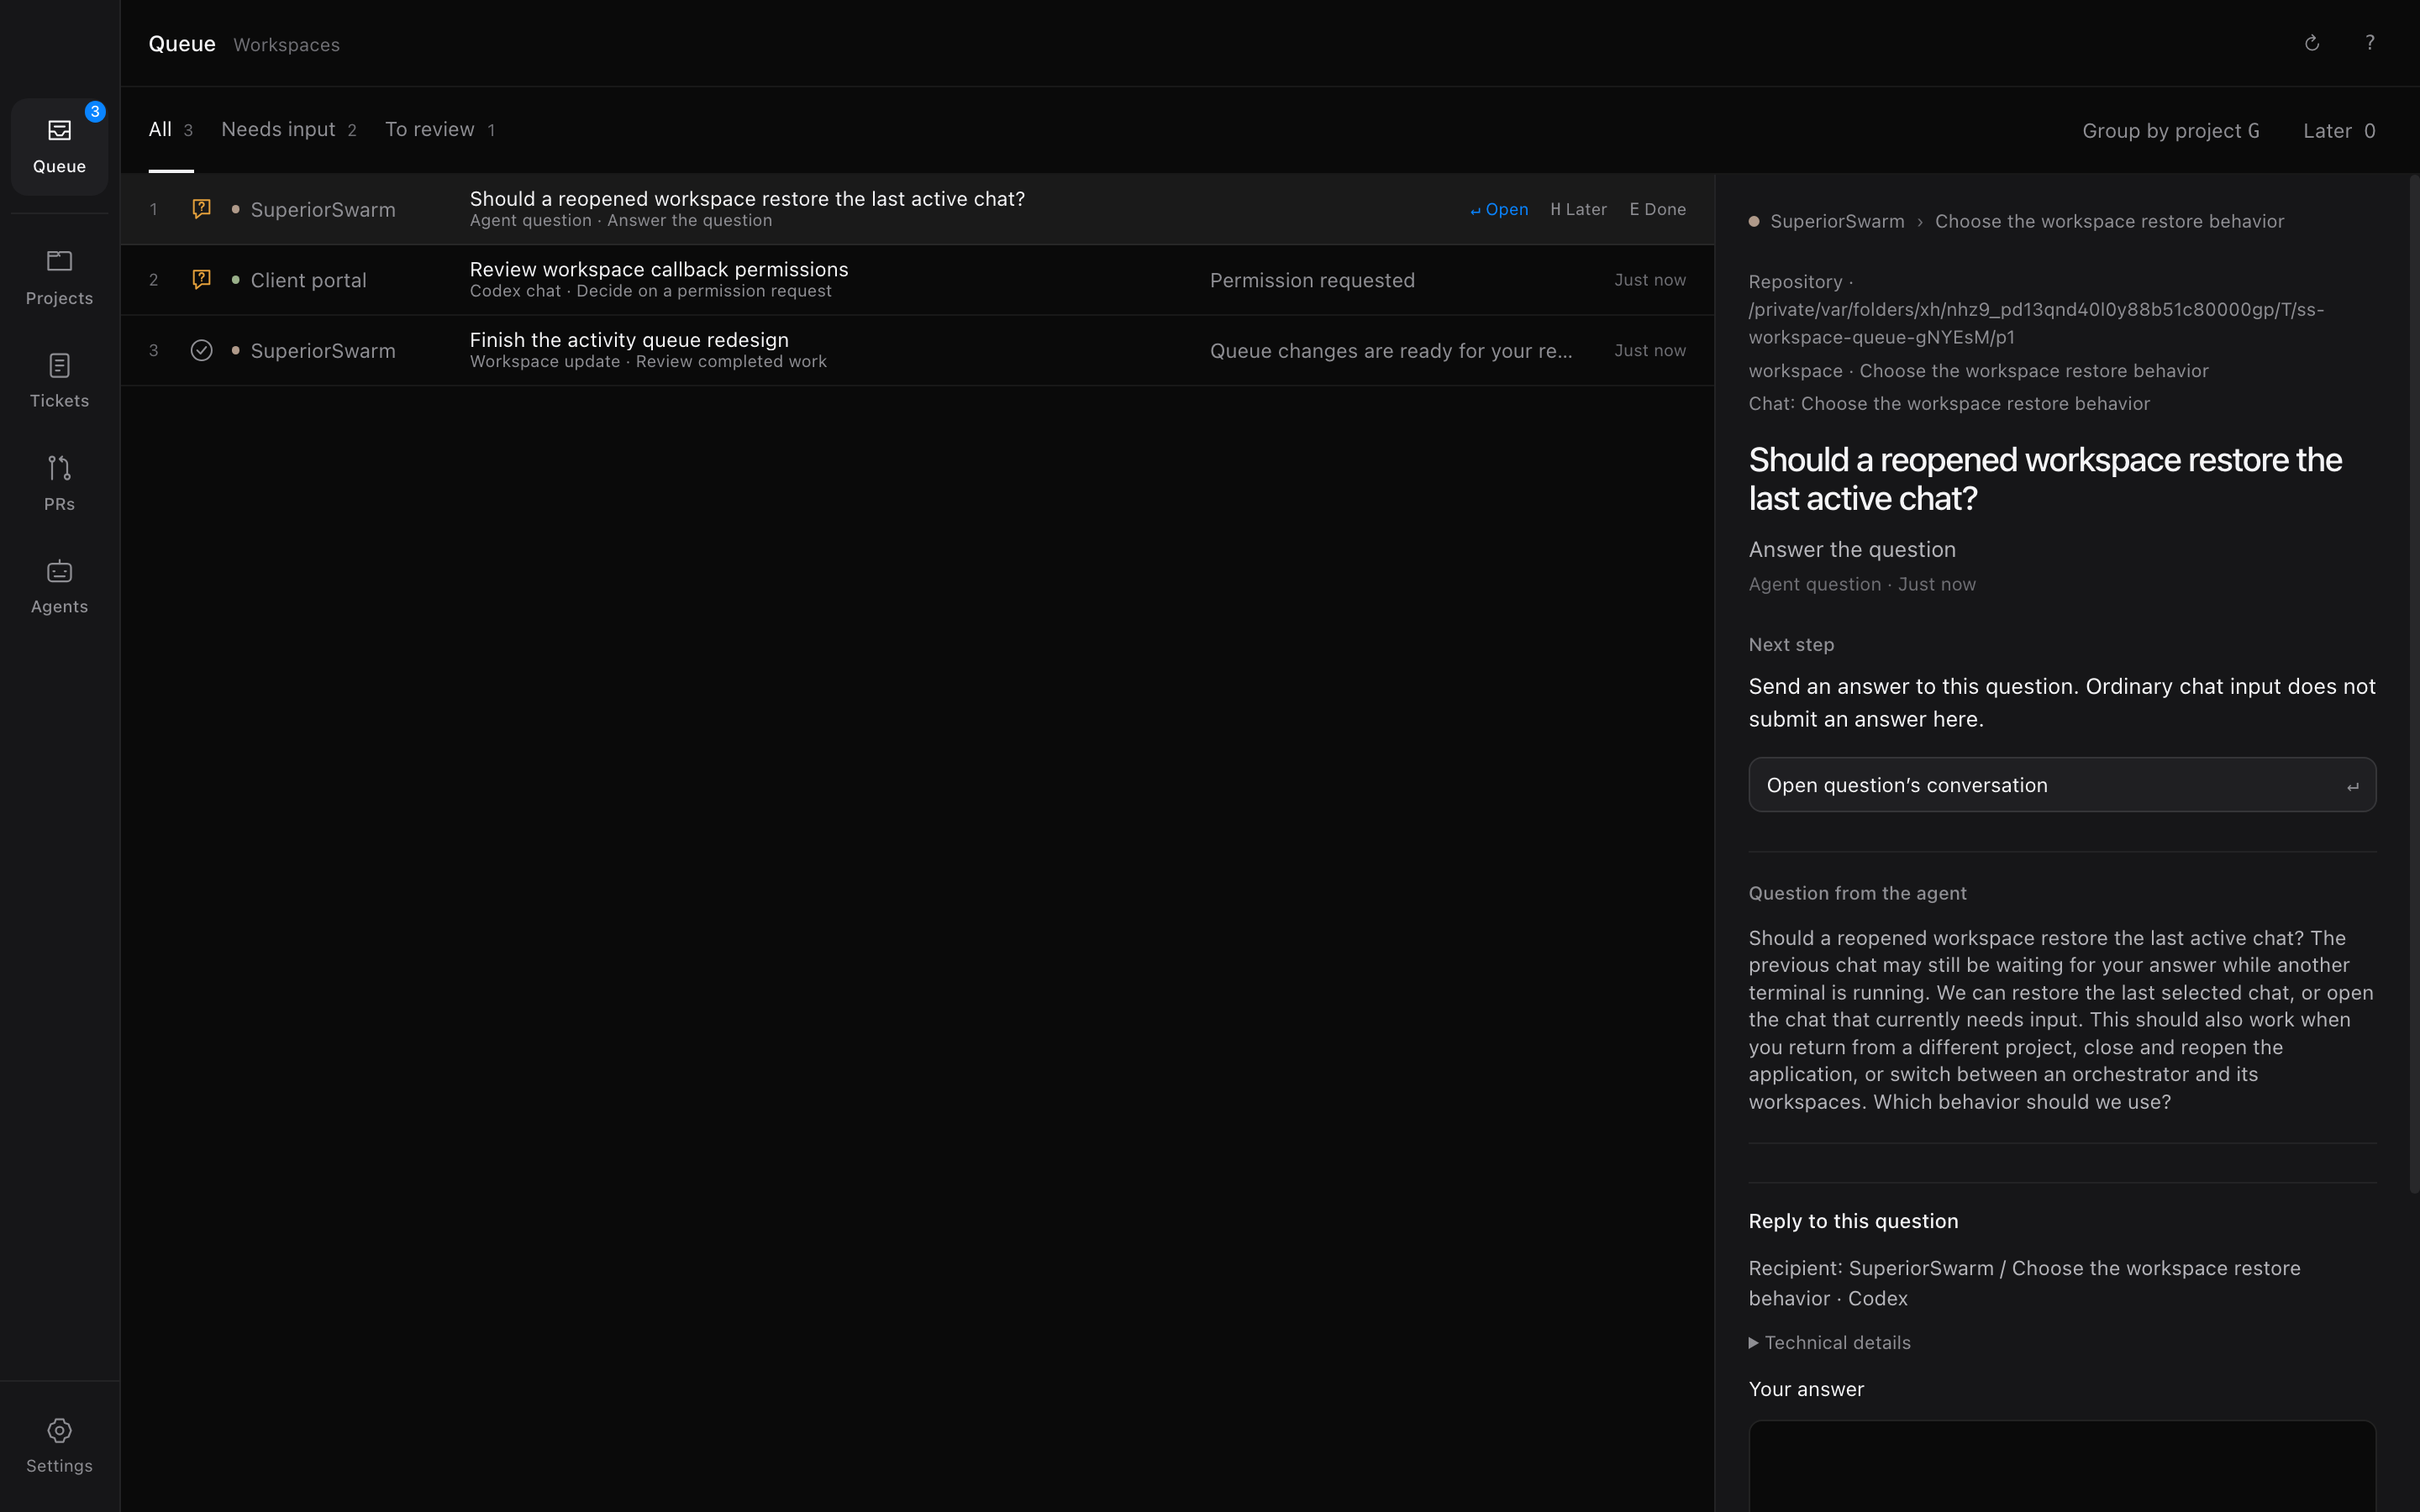 Queue Workspaces
↻ ?
3
Queue
Projects
Tickets
PRs
Agents
Settings
All 3 Needs input 2 To review 1
Group by project G Later 0
1 SuperiorSwarm Should a reopened workspace restore the last active chat?
Agent question · Answer the question
↵ Open H Later E Done
2 Client portal Review workspace callback permissions
Codex chat · Decide on a permission request
Permission requested Just now
3 SuperiorSwarm Finish the activity queue redesign
Workspace update · Review completed work
Queue changes are ready for your re... Just now
SuperiorSwarm › Choose the workspace restore behavior
Repository ·
/private/var/folders/xh/nhz9_pd13qnd40l0y88b51c80000gp/T/ss-
workspace-queue-gNYEsM/p1
workspace · Choose the workspace restore behavior
Chat: Choose the workspace restore behavior
Should a reopened workspace restore the
last active chat?
Answer the question
Agent question · Just now
Next step
Send an answer to this question. Ordinary chat input does not
submit an answer here.
Open question’s conversation ↵
Question from the agent
Should a reopened workspace restore the last active chat? The
previous chat may still be waiting for your answer while another
terminal is running. We can restore the last selected chat, or open
the chat that currently needs input. This should also work when
you return from a different project, close and reopen the
application, or switch between an orchestrator and its
workspaces. Which behavior should we use?
Reply to this question
Recipient: SuperiorSwarm / Choose the workspace restore
behavior · Codex
▶ Technical details
Your answer